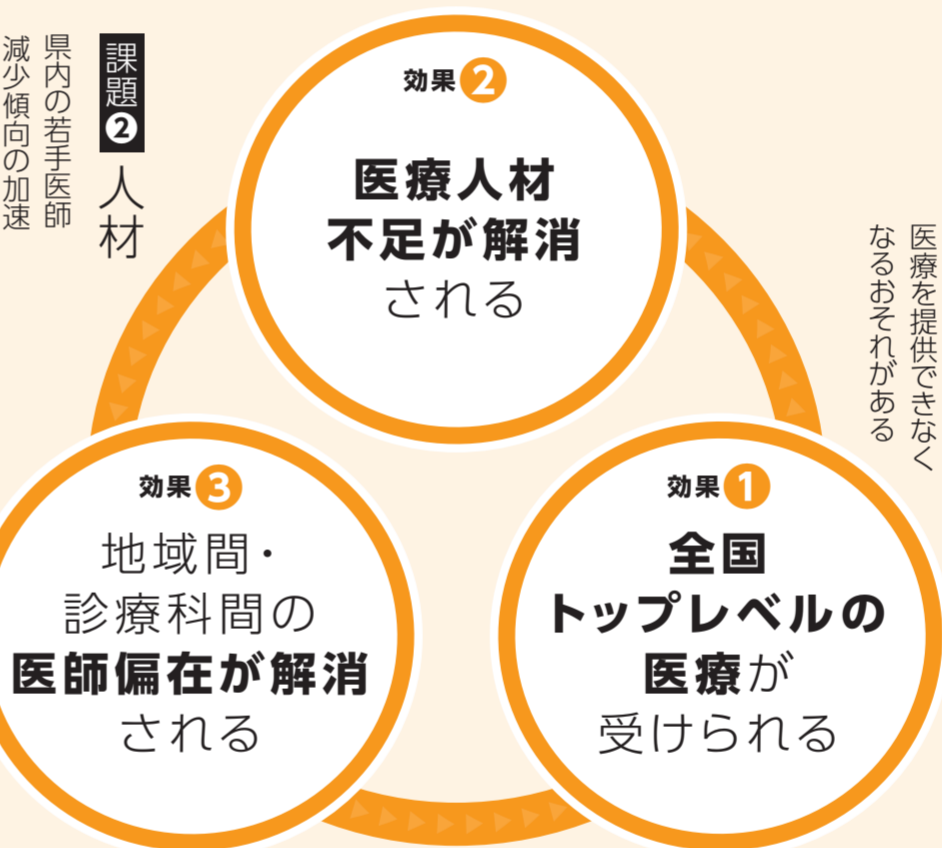 医療を提供できなく
なるおそれがある
課題❷ 人材
県内の若手医師
減少傾向の加速
効果❷
医療人材
不足が解消
される
効果❶
全国
トップレベルの
医療が
受けられる
効果❸
地域間・
診療科間の
医師偏在が解消
される